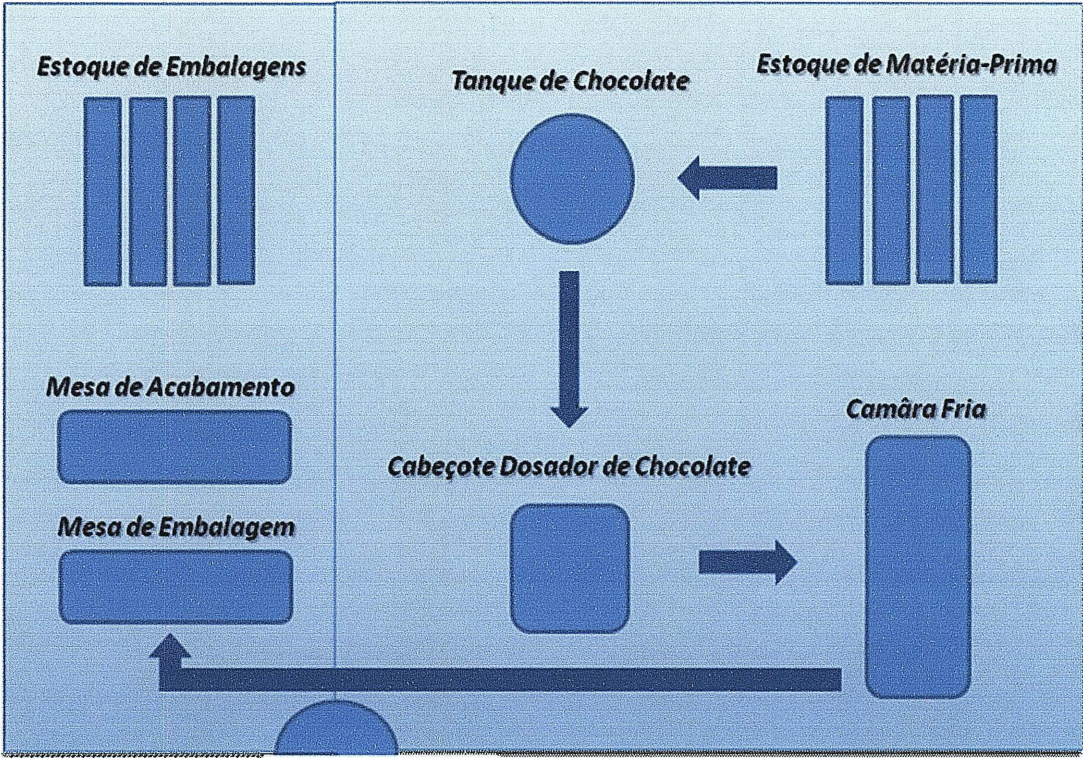 Estoque de Embalagens
Tanque de Chocolate
Estoque de Matéria-Prima
Mesa de Acabamento
Camâra Fria
Cabeçote Dosador de Chocolate
Mesa de Embalagem